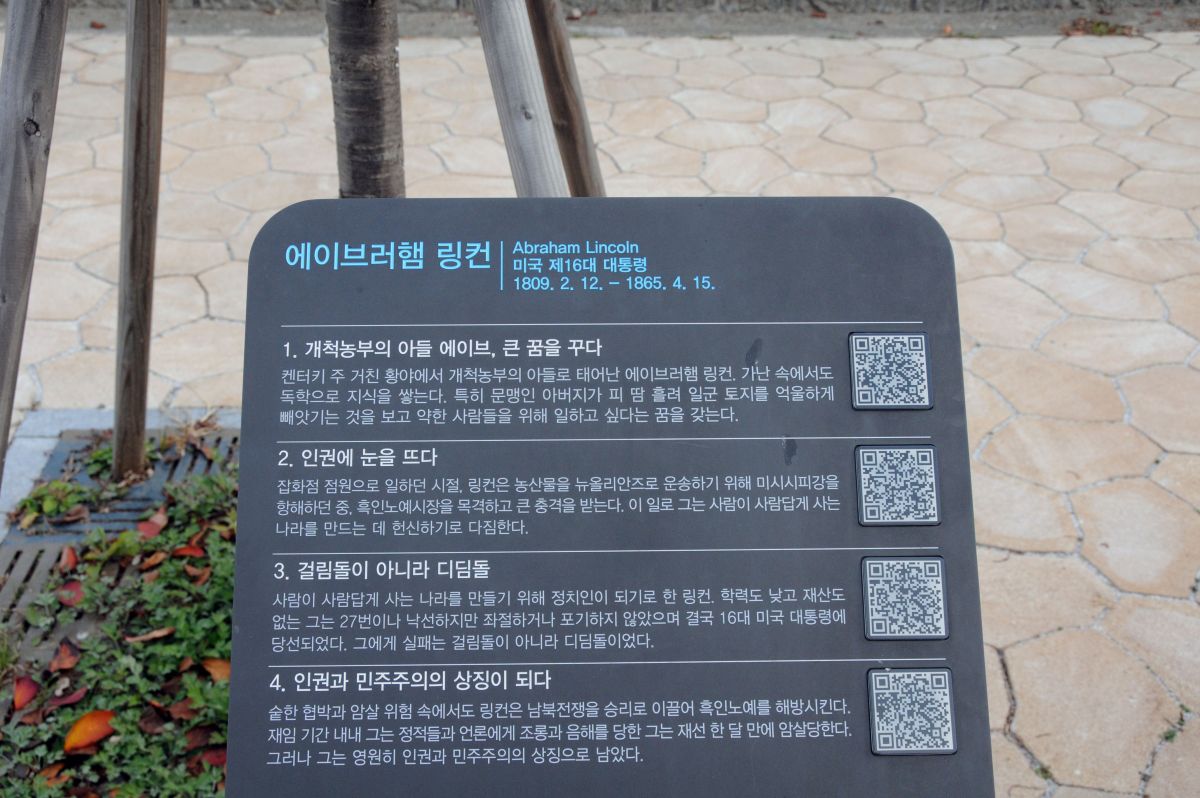 에이브러햄 링컨
Abraham Lincoln
미국 제16대 대통령
1809. 2. 12. – 1865. 4. 15.
1. 개척농부의 아들 에이브, 큰 꿈을 꾸다
켄터키 주 거친 황야에서 개척농부의 아들로 태어난 에이브러햄 링컨. 가난 속에서도
독학으로 지식을 쌓는다. 특히 문맹인 아버지가 피 땀 흘려 일군 토지를 억울하게
빼앗기는 것을 보고 약한 사람들을 위해 일하고 싶다는 꿈을 갖는다.
2. 인권에 눈을 뜨다
잡화점 점원으로 일하던 시절, 링컨은 농산물을 뉴올리안즈로 운송하기 위해 미시시피강을
항해하던 중, 흑인노예시장을 목격하고 큰 충격을 받는다. 이 일로 그는 사람이 사람답게 사는
나라를 만드는 데 헌신하기로 다짐한다.
3. 걸림돌이 아니라 디딤돌
사람이 사람답게 사는 나라를 만들기 위해 정치인이 되기로 한 링컨. 학력도 낮고 재산도
없는 그는 27번이나 낙선하지만 좌절하거나 포기하지 않았으며 결국 16대 미국 대통령에
당선되었다. 그에게 실패는 걸림돌이 아니라 디딤돌이었다.
4. 인권과 민주주의의 상징이 되다
숱한 협박과 암살 위험 속에서도 링컨은 남북전쟁을 승리로 이끌어 흑인노예를 해방시킨다.
재임 기간 내내 그는 정적들과 언론에게 조롱과 음해를 당한 그는 재선 한 달 만에 암살당한다.
그러나 그는 영원히 인권과 민주주의의 상징으로 남았다.